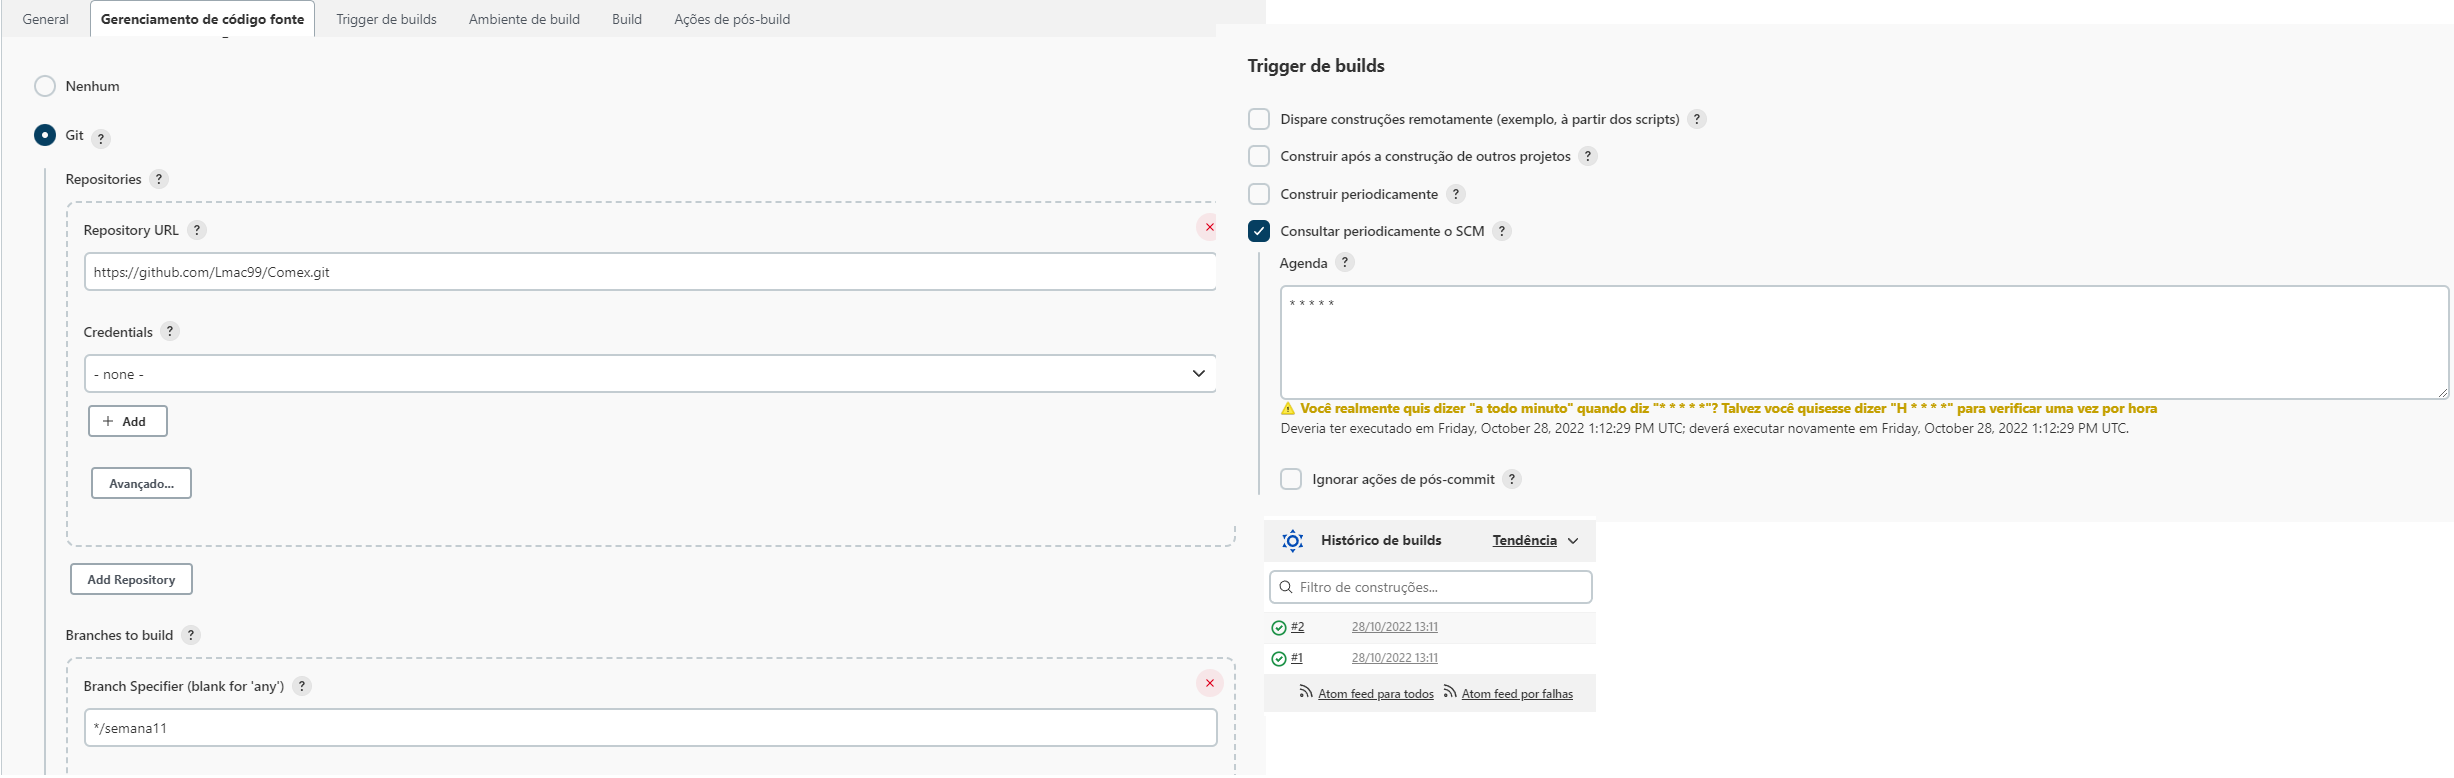 General Gerenciamento de código fonte Trigger de builds Ambiente de build Build Ações de pós-build
Nenhum
Git ?
Repositories ?
Repository URL ?
https://github.com/Lmac99/Comex.git
Credentials ?
- none -
+ Add
Avançado...
Add Repository
Branches to build ?
Branch Specifier (blank for 'any') ?
*/semana11
Trigger de builds
Dispare construções remotamente (exemplo, à partir dos scripts) ?
Construir após a construção de outros projetos ?
Construir periodicamente ?
Consultar periodicamente o SCM ?
Agenda ?
* * * * *
Você realmente quis dizer "a todo minuto" quando diz "* * * * *"? Talvez você quisesse dizer "H * * * *" para verificar uma vez por hora
Deveria ter executado em Friday, October 28, 2022 1:12:29 PM UTC; deverá executar novamente em Friday, October 28, 2022 1:12:29 PM UTC.
Ignorar ações de pós-commit ?
Histórico de builds Tendência
Filtro de construções...
#2 28/10/2022 13:11
#1 28/10/2022 13:11
Atom feed para todos Atom feed por falhas